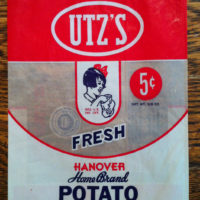 UTZ'S
5¢
FRESH
HANOVER
Home Brand
POTATO